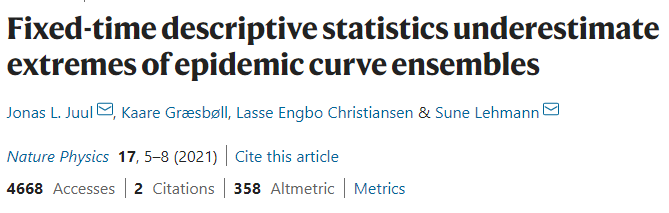 Fixed-time descriptive statistics underestimate
extremes of epidemic curve ensembles
Jonas L. Juul, Kaare Græsbøll, Lasse Engbo Christiansen & Sune Lehmann
Nature Physics 17, 5–8 (2021) | Cite this article
4668 Accesses | 2 Citations | 358 Altmetric | Metrics